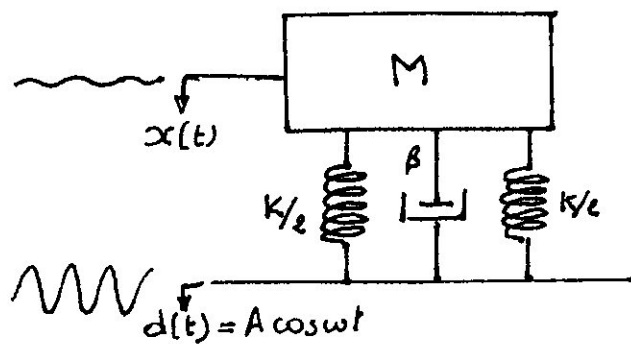 M
x(t)
β
K/2
K/2
d(t) = A cos ωt